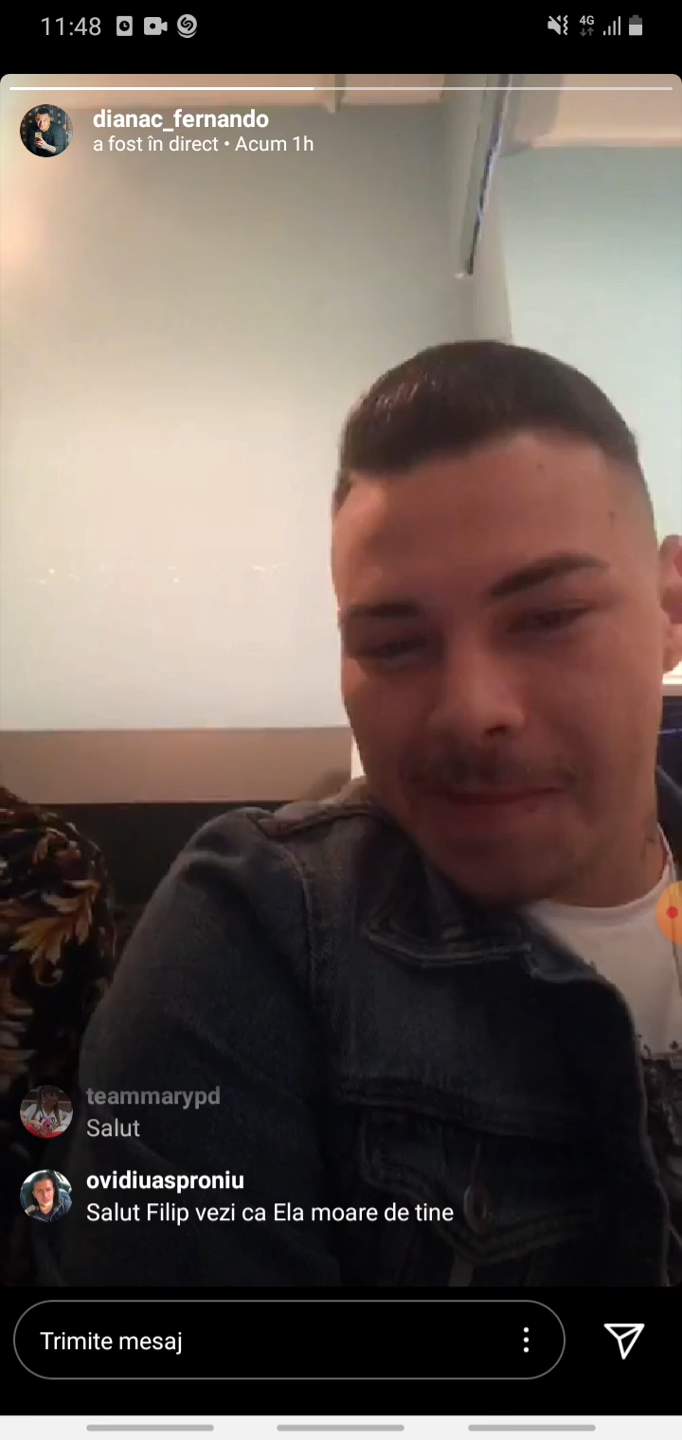 11:48
4G
dianac_fernando
a fost în direct • Acum 1h
teammarypd
Salut
ovidiuasproniu
Salut Filip vezi ca Ela moare de tine
Trimite mesaj